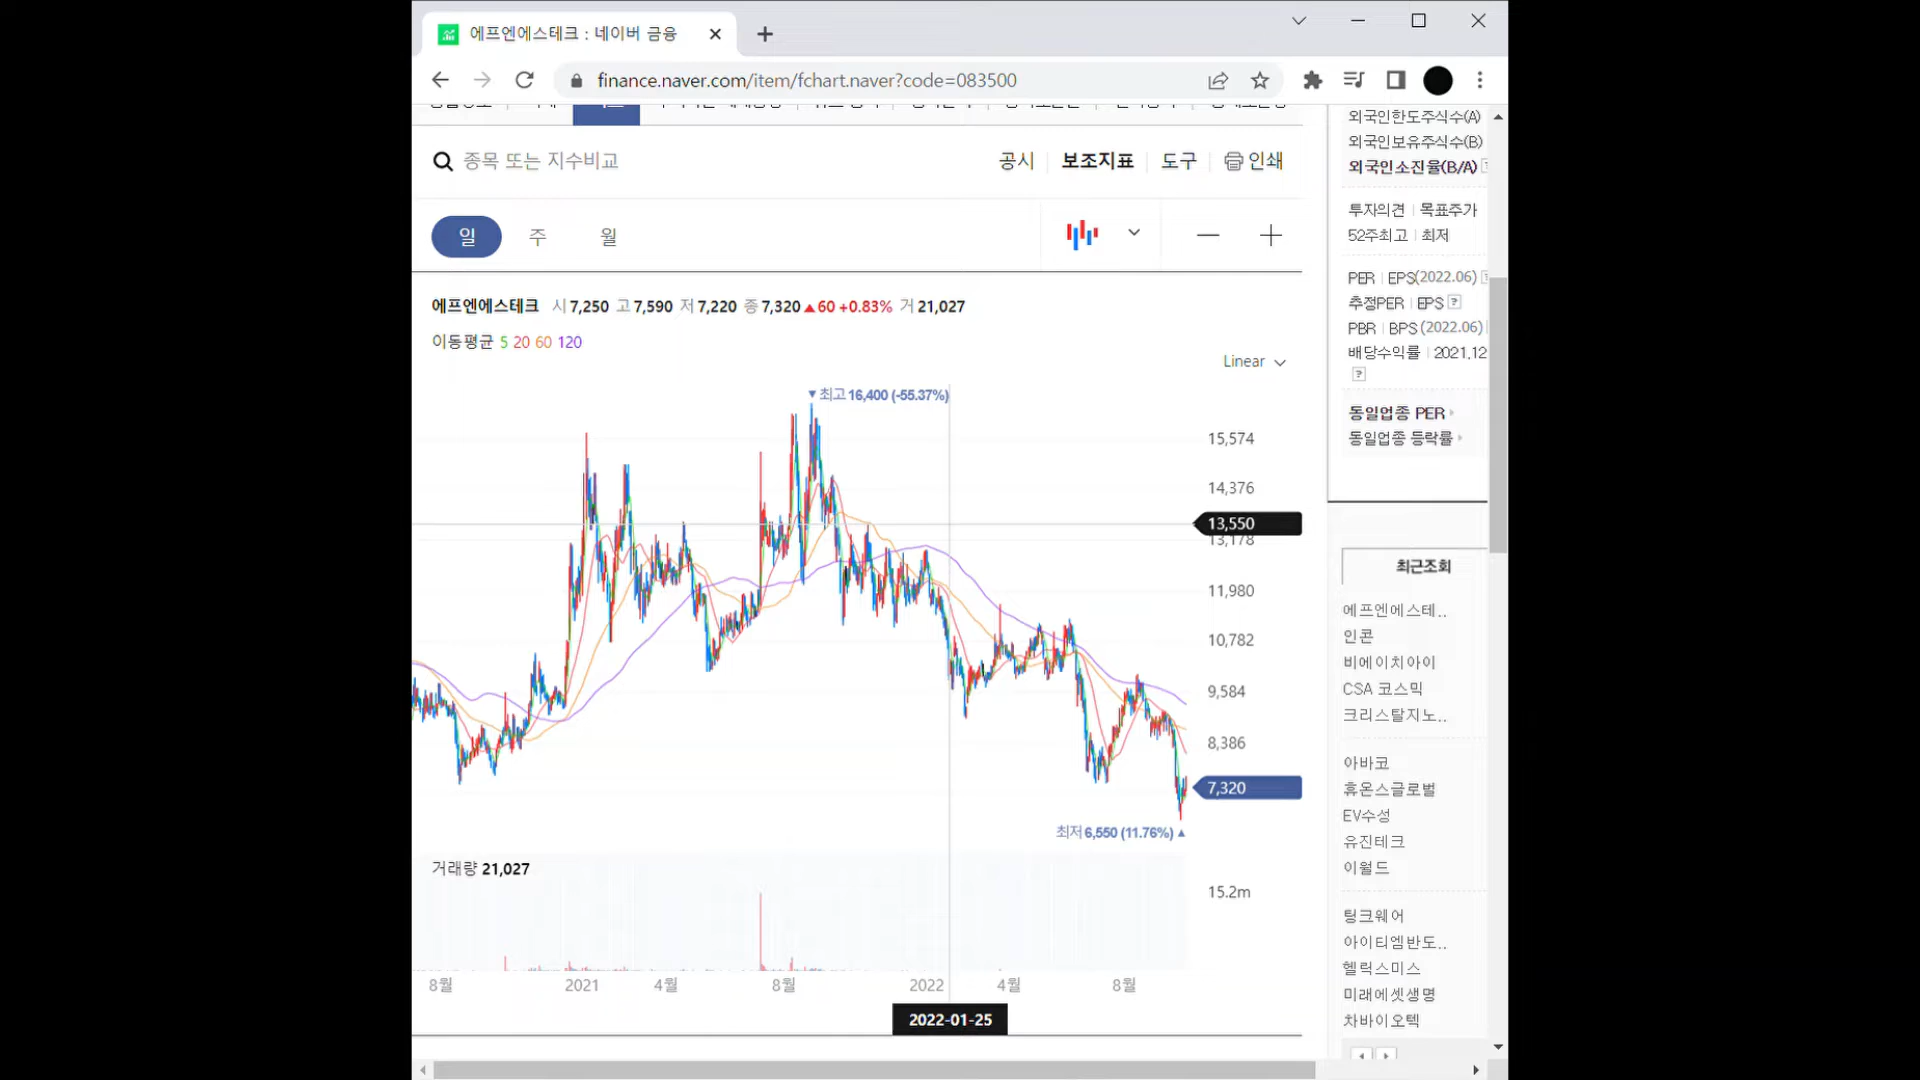 에프엔에스테크 : 네이버 금융
finance.naver.com/item/fchart.naver?code=083500
종목 또는 지수비교
공시 보조지표 도구 인쇄
일 주 월
에프엔에스테크 시 7,250 고 7,590 저 7,220 종 7,320 ▲60 +0.83% 거 21,027
이동평균 5 20 60 120
Linear
▼최고 16,400 (-55.37%)
15,574
14,376
13,550
13,178
11,980
10,782
9,584
8,386
7,320
최저 6,550 (11.76%) ▲
거래량 21,027
15.2m
8월 2021 4월 8월 2022 4월 8월
2022-01-25
외국인한도주식수(A)
외국인보유주식수(B)
외국인소진율(B/A)
투자의견 | 목표주가
52주최고 | 최저
PER | EPS(2022.06)
추정PER | EPS
PBR | BPS (2022.06)
배당수익률 | 2021.12
동일업종 PER
동일업종 등락률
최근조회
에프엔에스테..
인콘
비에이치아이
CSA 코스믹
크리스탈지노..
아바코
휴온스글로벌
EV수성
유진테크
이월드
팅크웨어
아이티엠반도..
헬릭스미스
미래에셋생명
차바이오텍